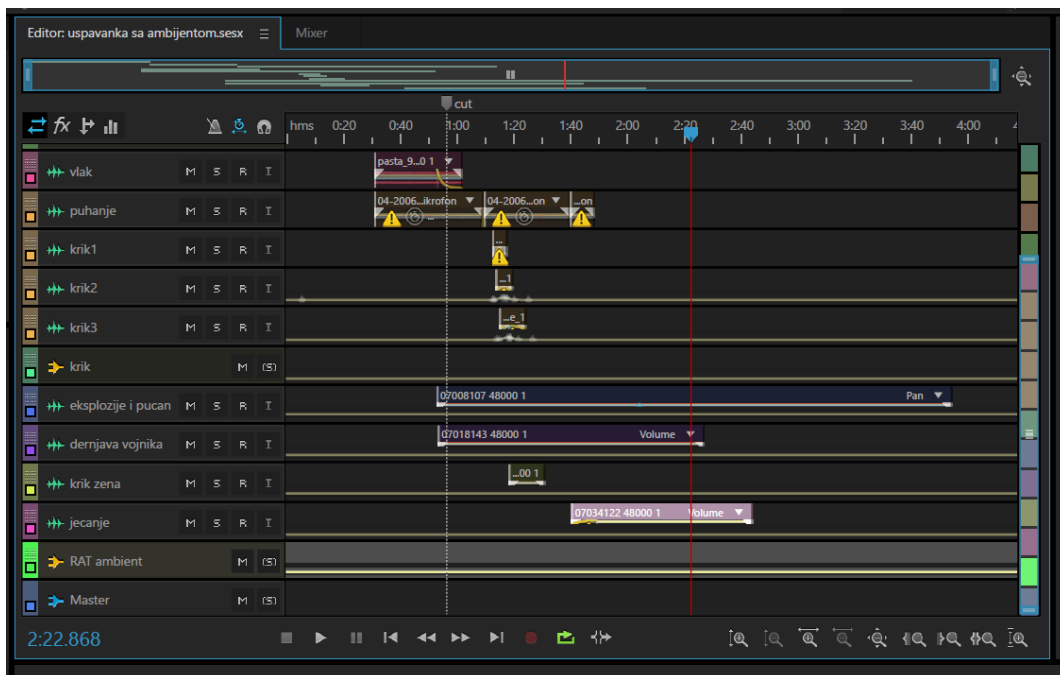 Editor: uspavanka sa ambijentom.sesx Mixer
cut
fx hms 0:20 0:40 1:00 1:20 1:40 2:00 2:20 2:40 3:00 3:20 3:40 4:00 4
vlak M S R I pasta_9...0 1
puhanje M S R I 04-2006...ikrofon ... 04-2006...on ...on
krik1 M S R I ...
krik2 M S R I ...1
krik3 M S R I ...e_1
krik M (S)
eksplozije i pucan M S R I 07008107 48000 1 Pan
dernjava vojnika M S R I 07018143 48000 1 Volume
krik zena M S R I ...00 1
jecanje M S R I 07034122 48000 1 Volume
RAT ambient M (S)
Master M (S)
2:22.868